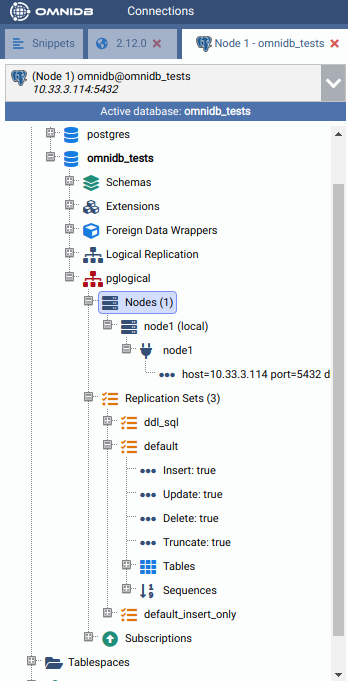 OMNIDB Connections
Snippets 2.12.0 Node 1 - omnidb_tests
(Node 1) omnidb@omnidb_tests
10.33.3.114:5432
Active database: omnidb_tests
postgres
omnidb_tests
Schemas
Extensions
Foreign Data Wrappers
Logical Replication
pglogical
Nodes (1)
node1 (local)
node1
host=10.33.3.114 port=5432 d
Replication Sets (3)
ddl_sql
default
Insert: true
Update: true
Delete: true
Truncate: true
Tables
Sequences
default_insert_only
Subscriptions
Tablespaces